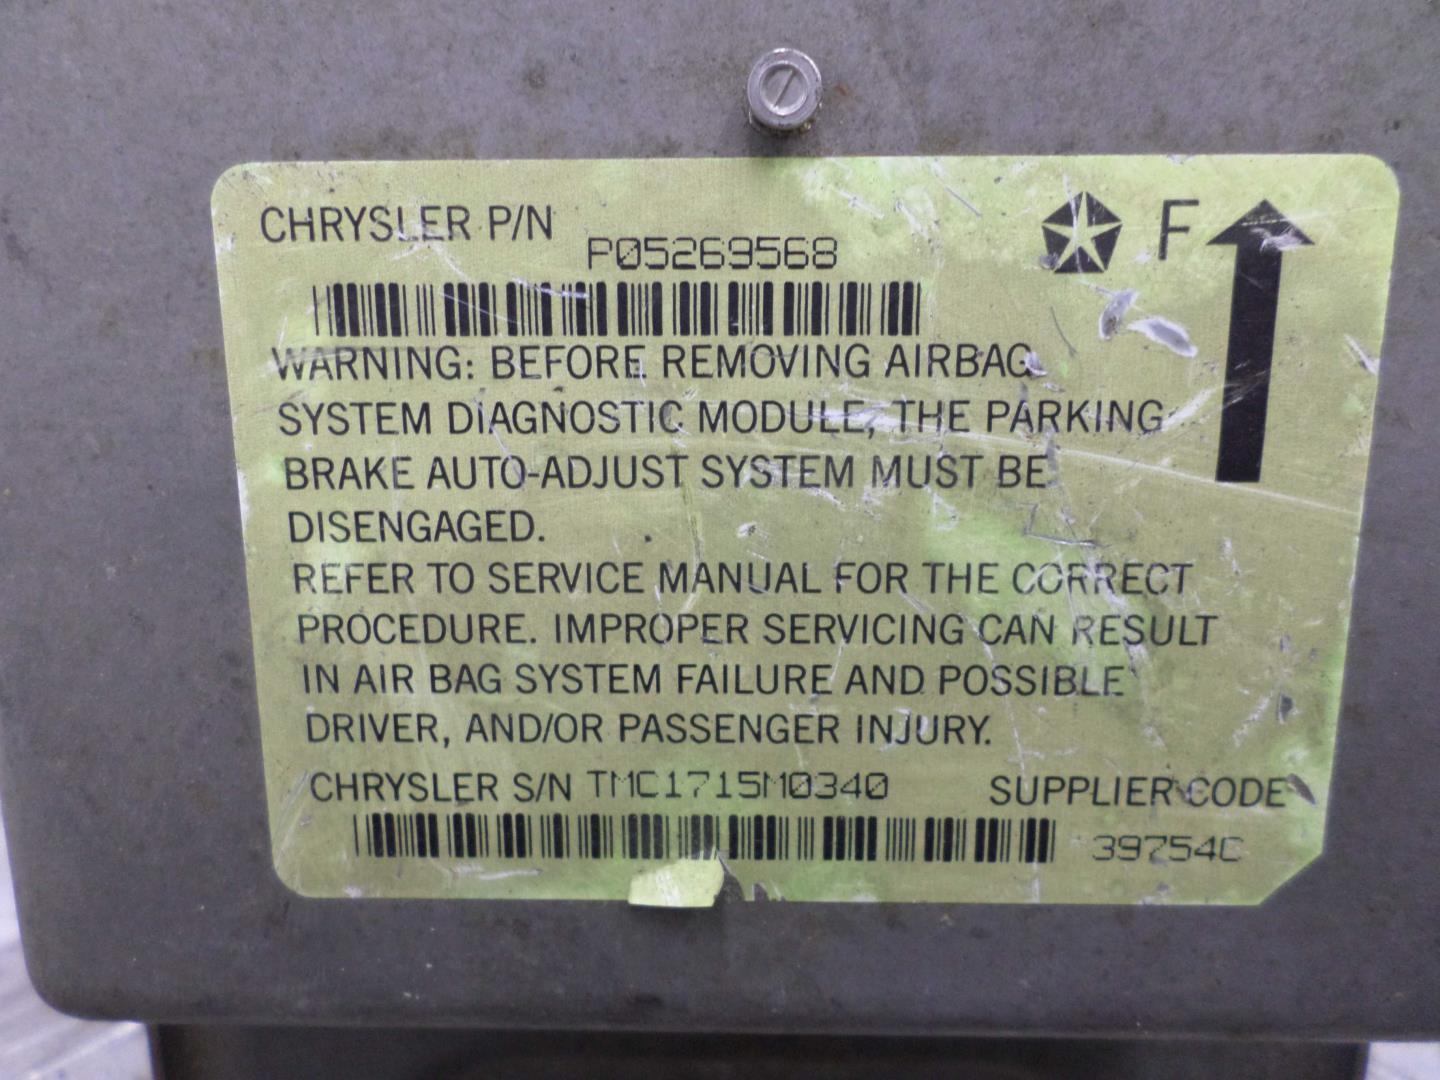 CHRYSLER P/N P05269568 F
WARNING: BEFORE REMOVING AIRBAG
SYSTEM DIAGNOSTIC MODULE, THE PARKING
BRAKE AUTO-ADJUST SYSTEM MUST BE
DISENGAGED.
REFER TO SERVICE MANUAL FOR THE CORRECT
PROCEDURE. IMPROPER SERVICING CAN RESULT
IN AIR BAG SYSTEM FAILURE AND POSSIBLE
DRIVER, AND/OR PASSENGER INJURY.
CHRYSLER S/N TMC1715M0340 SUPPLIER CODE
39754C